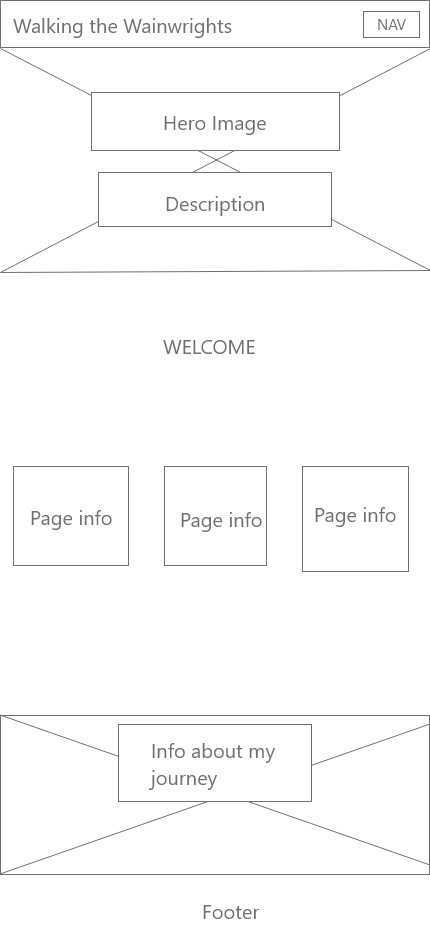 Walking the Wainwrights NAV
Hero Image
Description
WELCOME
Page info Page info Page info
Info about my
journey
Footer